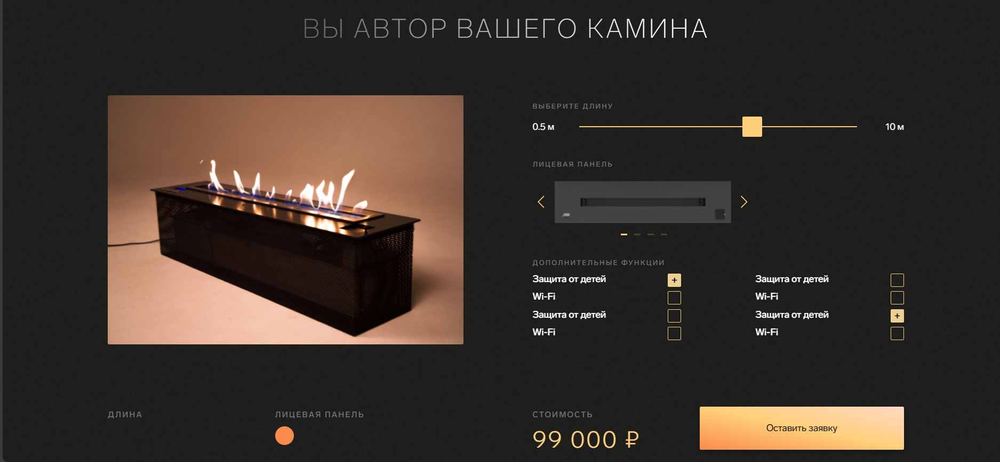 ВЫ АВТОР ВАШЕГО КАМИНА
ВЫБЕРИТЕ ДЛИНУ
0.5 м
10 м
ЛИЦЕВАЯ ПАНЕЛЬ
ДОПОЛНИТЕЛЬНЫЕ ФУНКЦИИ
Защита от детей +
Wi-Fi
Защита от детей
Wi-Fi
Защита от детей
Wi-Fi
Защита от детей +
Wi-Fi
ДЛИНА
ЛИЦЕВАЯ ПАНЕЛЬ
СТОИМОСТЬ
99 000 ₽
Оставить заявку